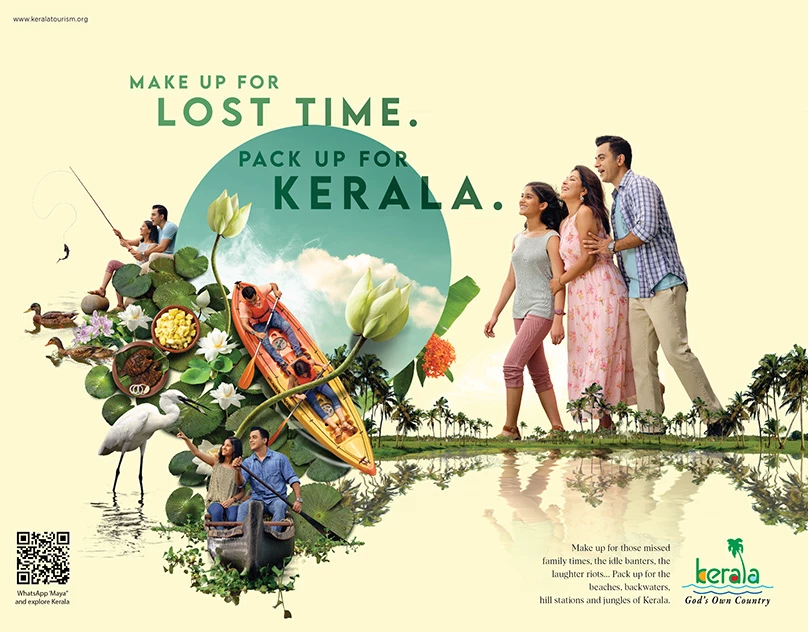 www.keralatourism.org
MAKE UP FOR
LOST TIME.
PACK UP FOR
KERALA.
Make up for those missed
family times, the idle banters, the
laughter riots... Pack up for the
beaches, backwaters,
hill stations and jungles of Kerala.
kerala
God's Own Country
WhatsApp 'Maya"
and explore Kerala